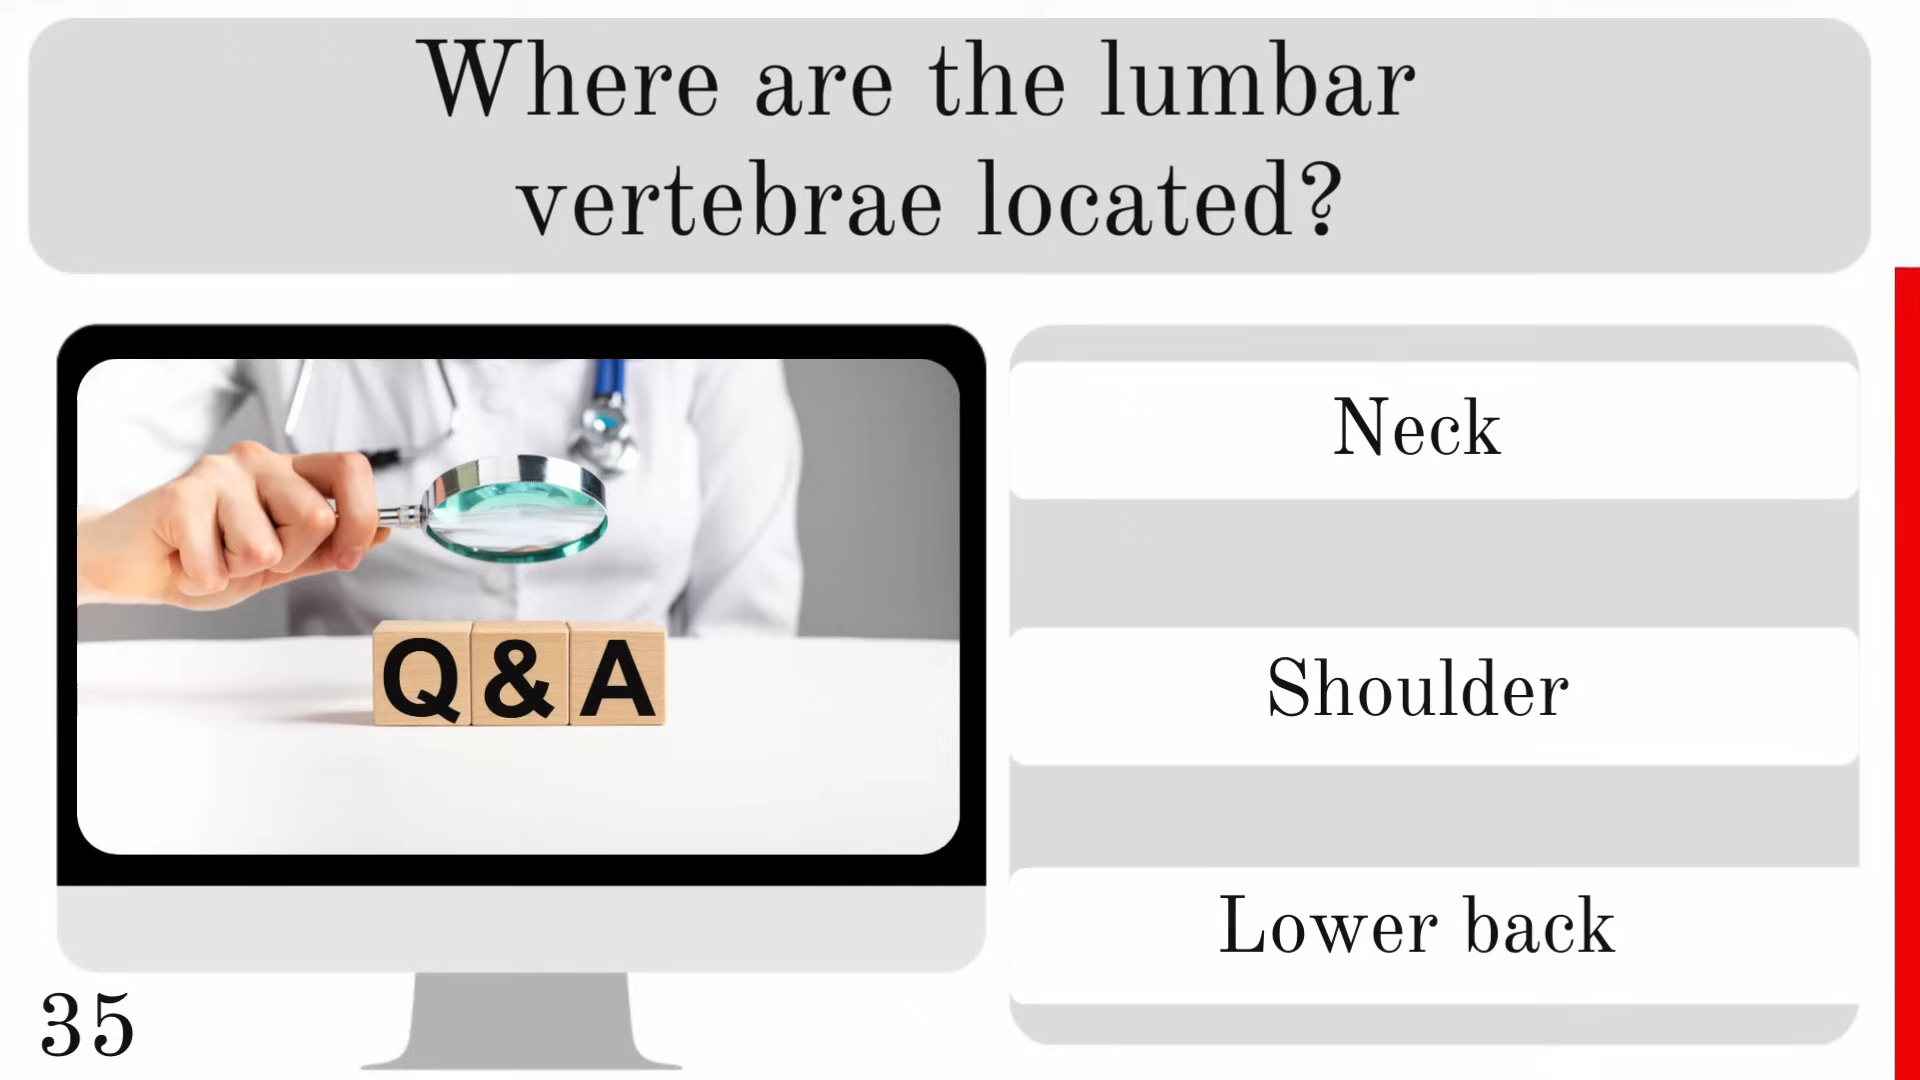 Where are the lumbar
vertebrae located?
Q&A
Neck
Shoulder
Lower back
35